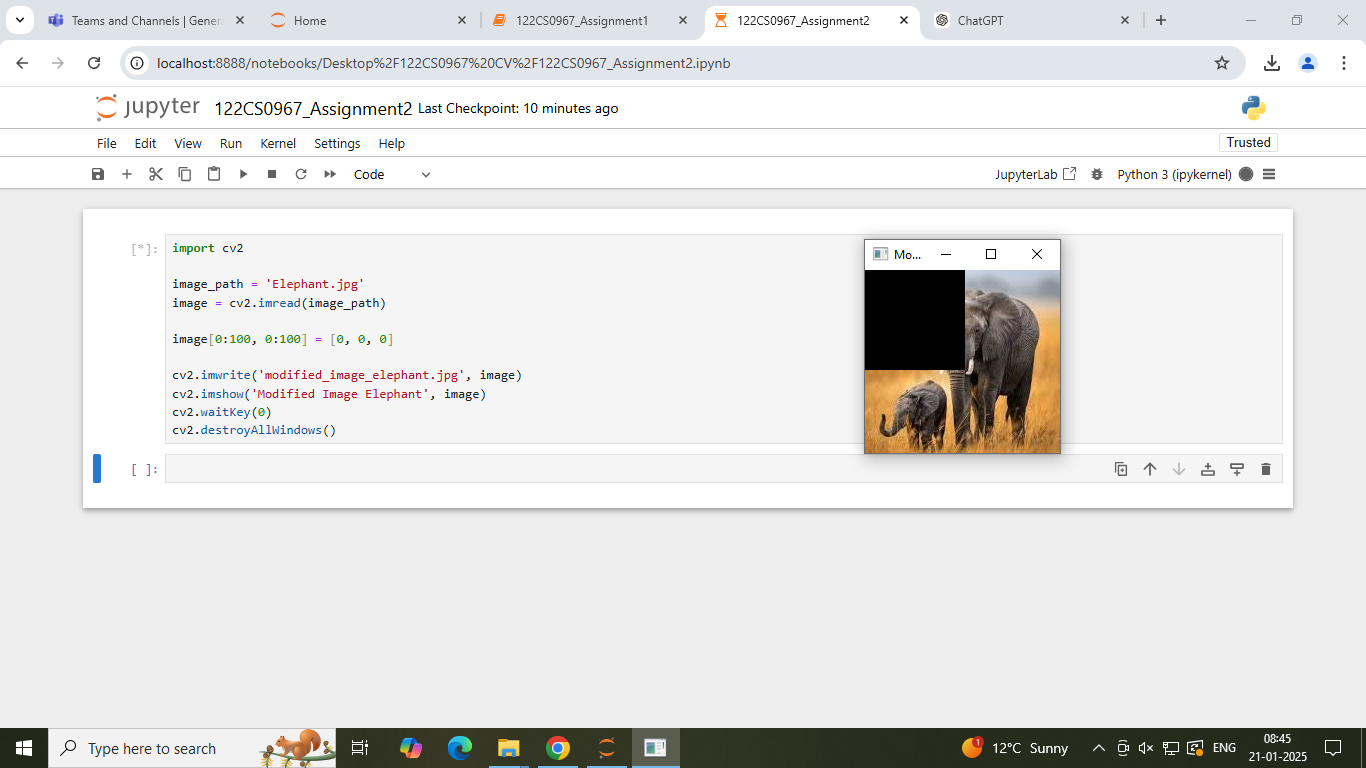 Teams and Channels | Gener
Home
122CS0967_Assignment1
122CS0967_Assignment2
ChatGPT
localhost:8888/notebooks/Desktop%2F122CS0967%20CV%2F122CS0967_Assignment2.ipynb
jupyter 122CS0967_Assignment2 Last Checkpoint: 10 minutes ago
File Edit View Run Kernel Settings Help
Trusted
Code
JupyterLab
Python 3 (ipykernel)
[*]:
import cv2
image_path = 'Elephant.jpg'
image = cv2.imread(image_path)
image[0:100, 0:100] = [0, 0, 0]
cv2.imwrite('modified_image_elephant.jpg', image)
cv2.imshow('Modified Image Elephant', image)
cv2.waitKey(0)
cv2.destroyAllWindows()
Mo...
[ ]:
Type here to search
1
12°C Sunny
ENG
08:45
21-01-2025